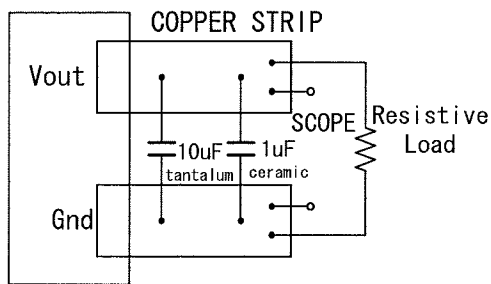 COPPER STRIP
Vout
SCOPE
Resistive
Load
10uF
1uF
tantalum
ceramic
Gnd